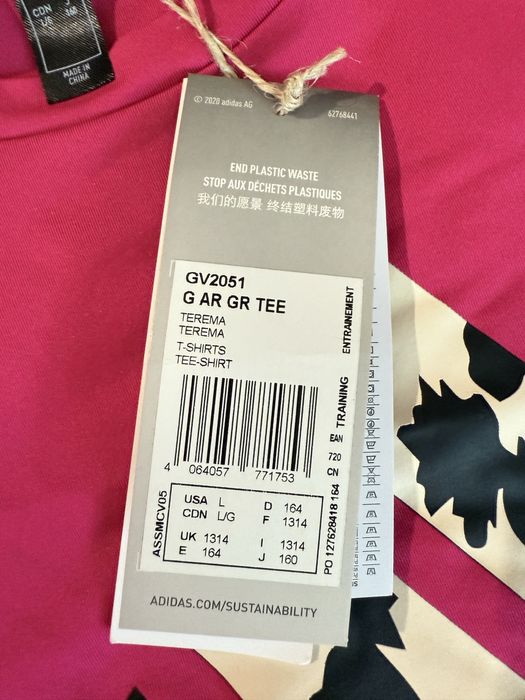 CDN
J
US
160
MADE IN
CHINA
© 2020 adidas AG
62768441
END PLASTIC WASTE
STOP AUX DÉCHETS PLASTIQUES
我们的愿景 终结塑料废物
GV2051
G AR GR TEE
TEREMA
TEREMA
T-SHIRTS
TEE-SHIRT
TRAINING ENTRAINEMENT
EAN
720
CN
4 064057 771753
ASSMCV05
USA L D 164
CDN L/G F 1314
UK 1314 I 1314
E 164 J 160
PO 127628418 164
ADIDAS.COM/SUSTAINABILITY